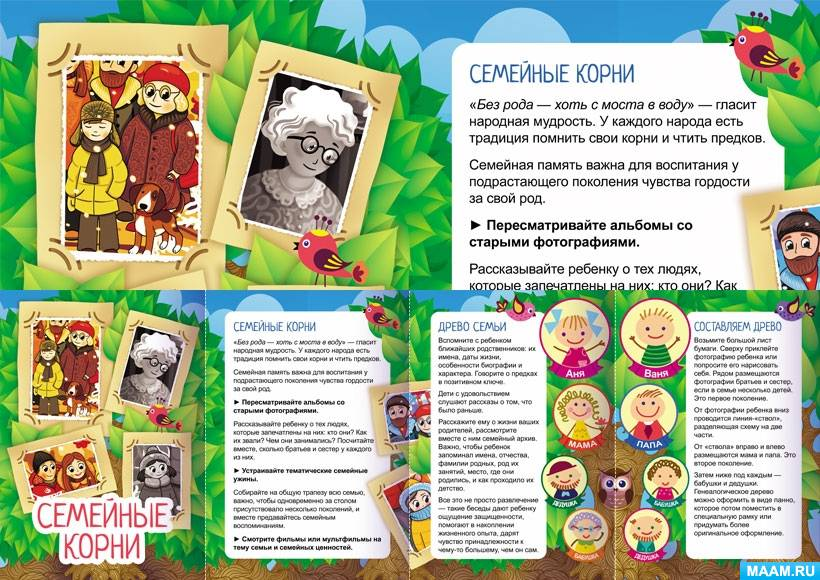 СЕМЕЙНЫЕ КОРНИ
«Без рода — хоть с моста в воду» — гласит
народная мудрость. У каждого народа есть
традиция помнить свои корни и чтить предков.
Семейная память важна для воспитания у
подрастающего поколения чувства гордости
за свой род.
► Пересматривайте альбомы со
старыми фотографиями.
Рассказывайте ребенку о тех людях,
которые запечатлены на них: кто они? Как
СЕМЕЙНЫЕ
КОРНИ
СЕМЕЙНЫЕ КОРНИ
«Без рода — хоть с моста в воду» — гласит народная
мудрость. У каждого народа есть традиция помнить
свои корни и чтить предков.
Семейная память важна для воспитания у
подрастающего поколения чувства гордости
за свой род.
► Пересматривайте альбомы со
старыми фотографиями.
Рассказывайте ребенку о тех людях,
которые запечатлены на них: кто они? Как
их звали? Чем они занимались? Посчитайте
вместе, сколько братьев и сестер у каждого
из них.
► Устраивайте тематические семейные
ужины.
Собирайте на общую трапезу всю семью,
важно, чтобы одновременно за столом
присутствовало несколько поколений, и
вместе предавайтесь семейным
воспоминаниям.
► Смотрите фильмы или мультфильмы на
тему семьи и семейных ценностей.
ДРЕВО СЕМЬИ
Вспомните с ребенком
ближайших родственников: их
имена, даты жизни,
особенности биографии и
характера. Говорите о предках
в позитивном ключе.
Дети с удовольствием
слушают рассказы о том, что
было раньше.
Расскажите ему о жизни ваших
родителей, рассмотрите
вместе с ним семейный архив.
Важно, чтобы ребенок
запоминал имена, отчества,
фамилии родных, род их
занятий, место, где они
родились, и как проходило их
детство.
Все это не просто развлечение
— такие беседы дают ребенку
ощущение защищенности,
помогают в накоплении
жизненного опыта, дарят
чувство принадлежности к
чему-то большему, чем он сам.
Аня
Ваня
МАМА
ПАПА
ДЕДУШКА
БАБУШКА
БАБУШКА
ДЕДУШКА
СОСТАВЛЯЕМ ДРЕВО
Возьмите большой лист
бумаги. Сверху приклейте
фотографию ребенка или
попросите его нарисовать
себя. Рядом размещаются
фотографии братьев и сестер,
если в семье несколько детей.
Это первое поколение.
От фотографии ребенка вниз
проводится линия-«ствол»,
разделяющая схему на две
части.
От «ствола» вправо и влево
размещаются мама и папа. Это
второе поколение.
Затем ниже под каждым —
бабушки и дедушки.
Генеалогическое древо
можно оформить в виде панно,
которое потом поместить в
специальную рамку или
придумать более
оригинальное оформление.
MAAM.RU